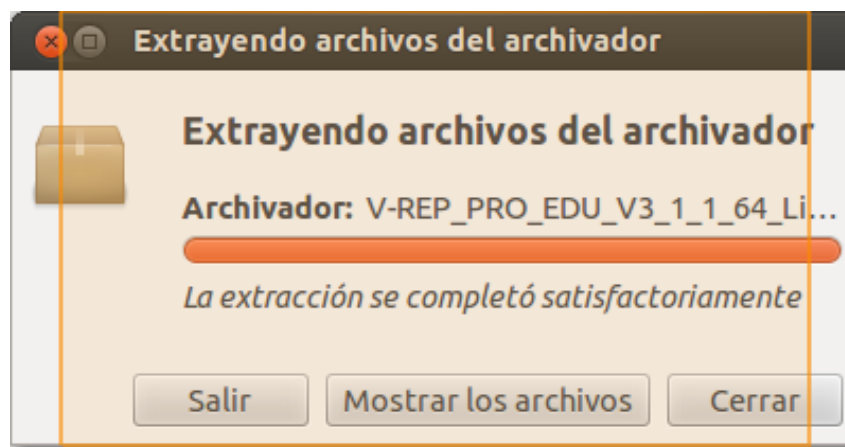 Extrayendo archivos del archivador
Extrayendo archivos del archivador
Archivador: V-REP_PRO_EDU_V3_1_1_64_Li...
La extracción se completó satisfactoriamente
Salir Mostrar los archivos Cerrar